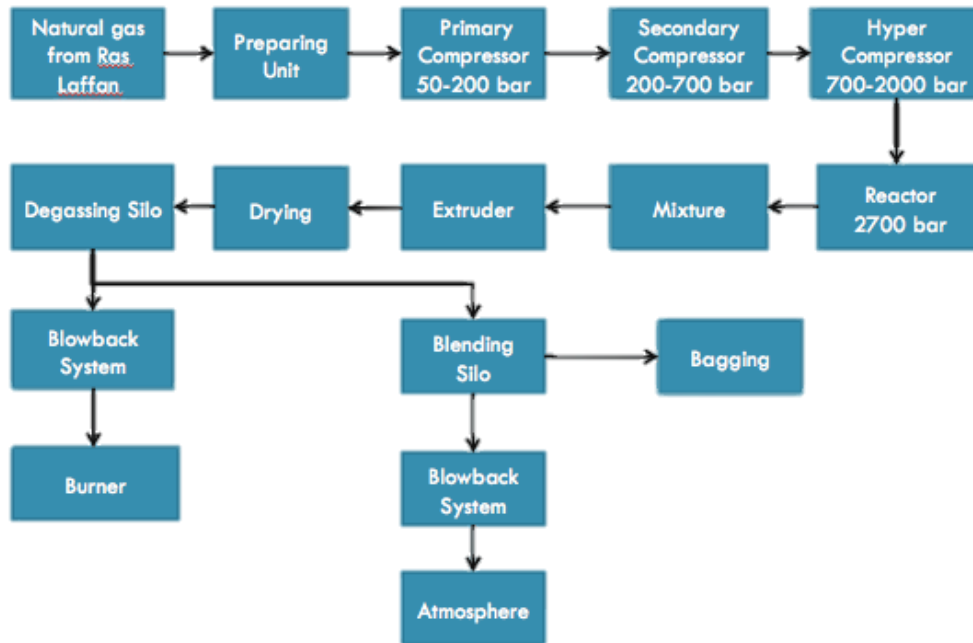 Natural gas
from Ras
Laffan
Preparing
Unit
Primary
Compressor
50-200 bar
Secondary
Compressor
200-700 bar
Hyper
Compressor
700-2000 bar
Degassing Silo
Drying
Extruder
Mixture
Reactor
2700 bar
Blowback
System
Blending
Silo
Bagging
Burner
Blowback
System
Atmosphere